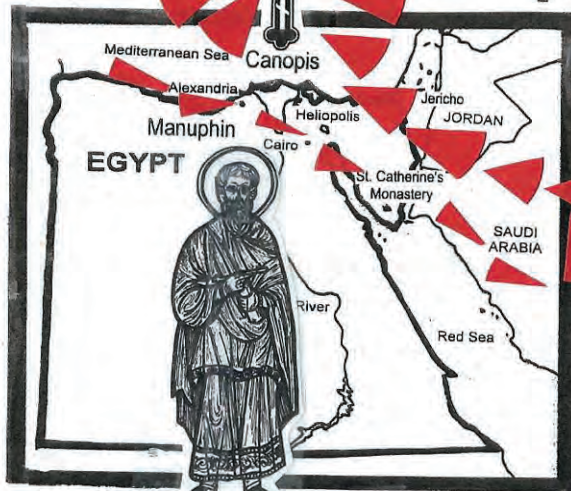 Mediterranean Sea
Canopis
Alexandria
Manuphin
Heliopolis
Jericho
JORDAN
Cairo
EGYPT
St. Catherine's
Monastery
SAUDI
ARABIA
River
Red Sea